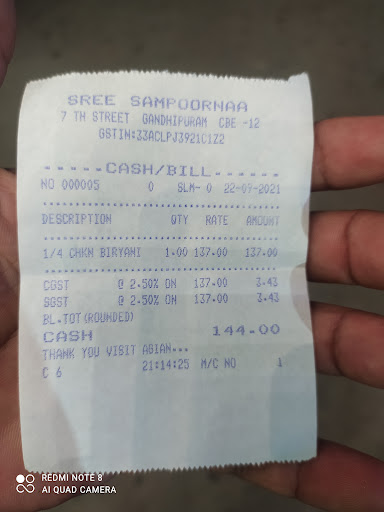 SREE SAMPOORNAA
7 TH STREET GANDHIPURAM CBE -12
GSTIN:33ACLPJ3921C1Z2
-----CASH/BILL------
NO 000005 0 SLM- 0 22-09-2021
DESCRIPTION QTY RATE AMOUNT
1/4 CHKN BIRYANI 1.00 137.00 137.00
CGST @ 2.50% ON 137.00 3.43
SGST @ 2.50% ON 137.00 3.43
BL.TOT(ROUNDED)
CASH 144.00
THANK YOU VISIT AGIAN...
C 6 21:14:25 M/C NO 1
REDMI NOTE 8
AI QUAD CAMERA